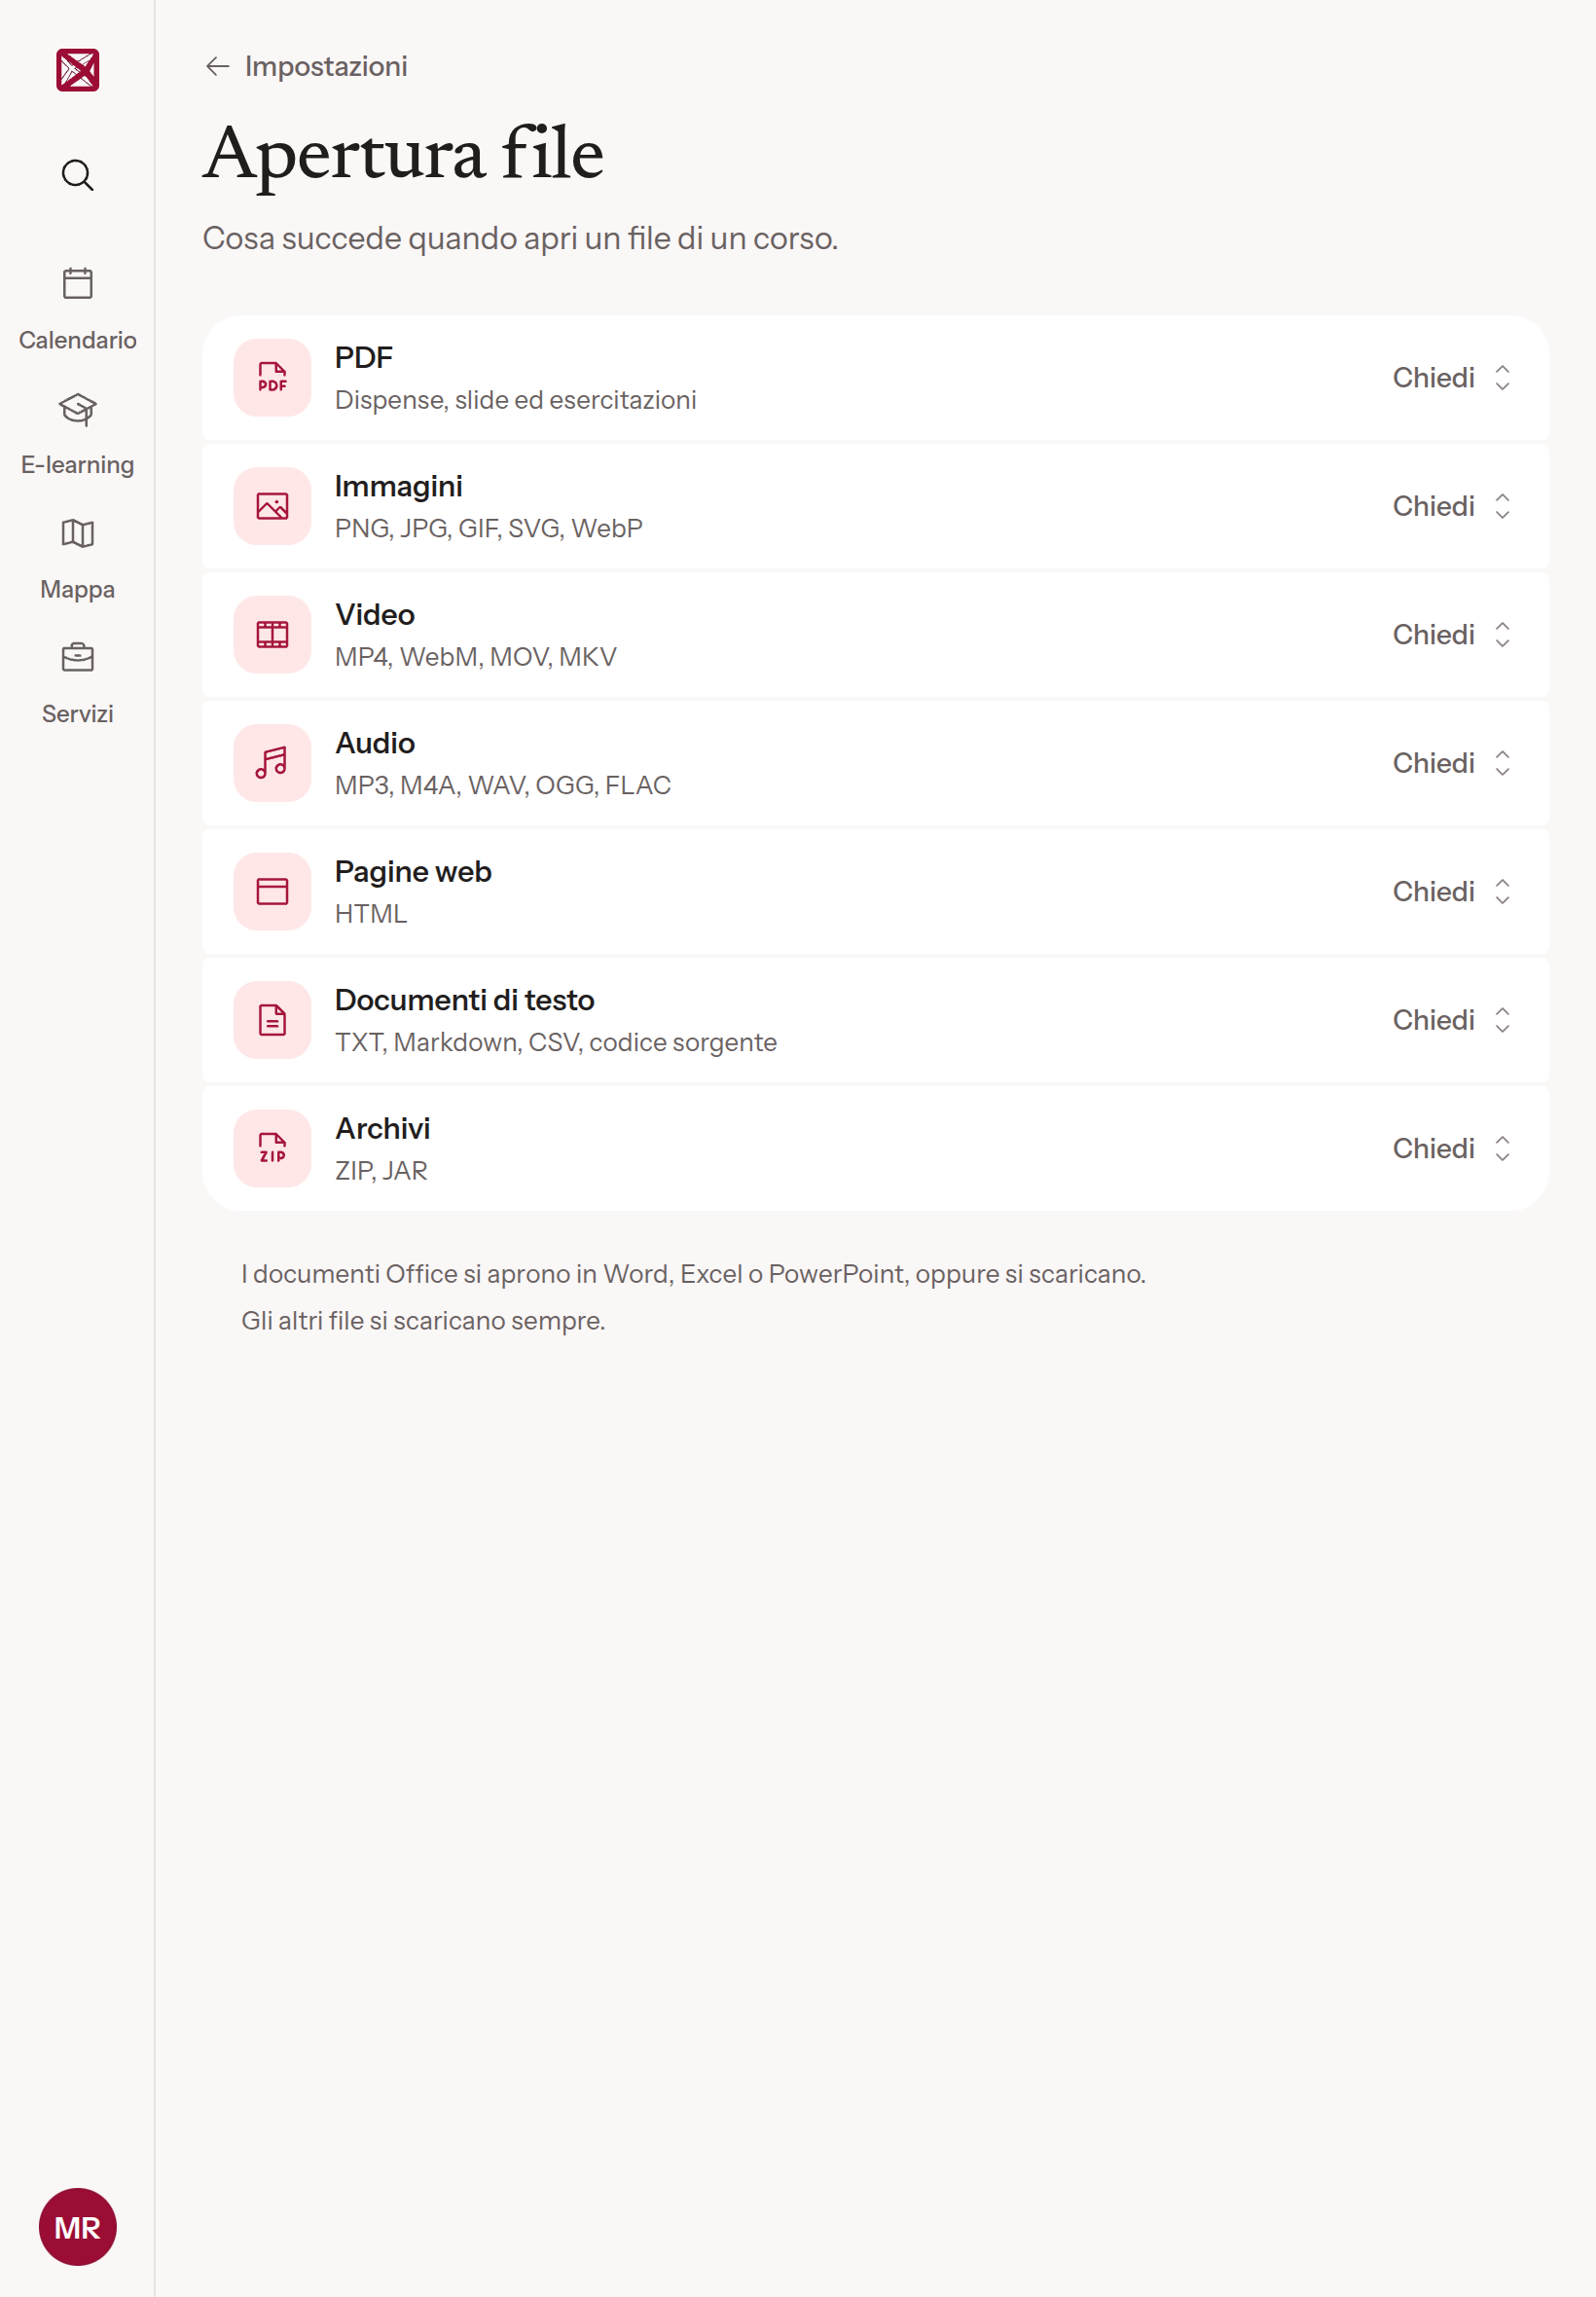 Impostazioni
Apertura file
Cosa succede quando apri un file di un corso.
Calendario
E-learning
Mappa
Servizi
PDF
PDF
Dispense, slide ed esercitazioni
Chiedi
Immagini
PNG, JPG, GIF, SVG, WebP
Chiedi
Video
MP4, WebM, MOV, MKV
Chiedi
Audio
MP3, M4A, WAV, OGG, FLAC
Chiedi
Pagine web
HTML
Chiedi
Documenti di testo
TXT, Markdown, CSV, codice sorgente
Chiedi
ZIP
Archivi
ZIP, JAR
Chiedi
I documenti Office si aprono in Word, Excel o PowerPoint, oppure si scaricano.
Gli altri file si scaricano sempre.
MR